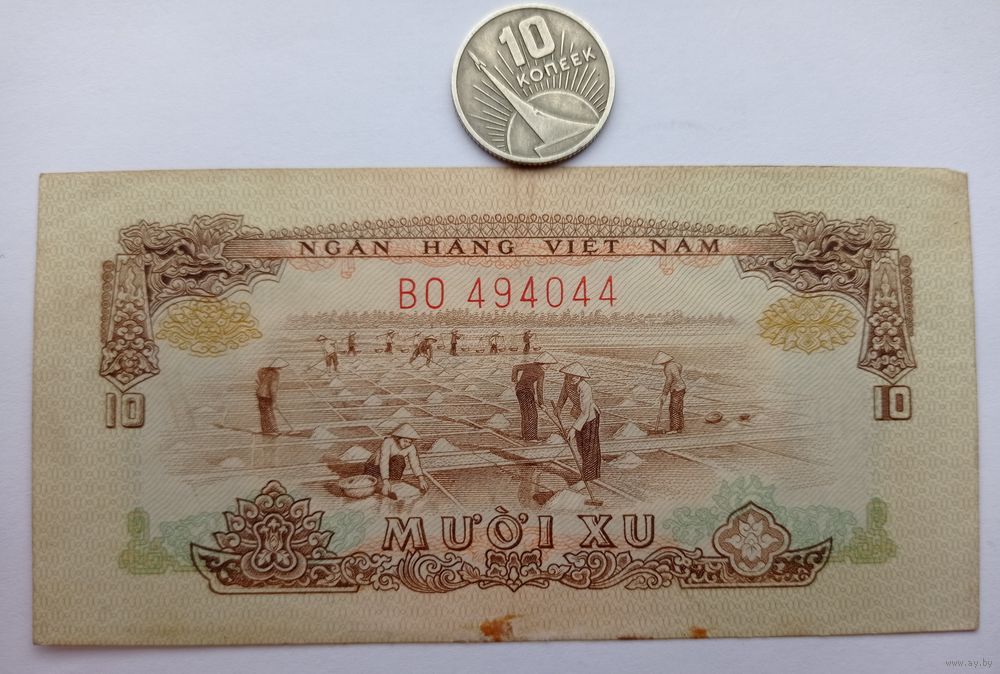 10
КОПЕЕК
NGÂN HÀNG VIỆT NAM
BO 494044
10 10
MƯỜI XU
www.ay.by